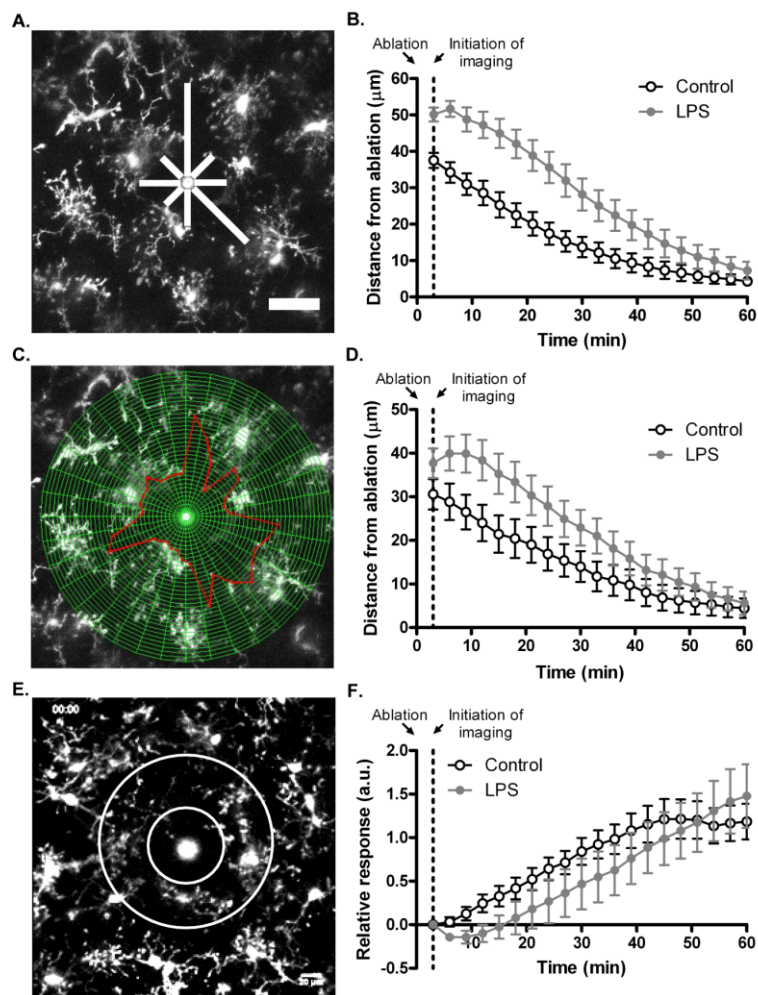 A.
B.
Ablation
Initiation of
imaging
Distance from ablation (μm)
60
50
40
30
20
10
0
Control
LPS
0 10 20 30 40 50 60
Time (min)
C.
D.
Ablation
Initiation of
imaging
Distance from ablation (μm)
50
40
30
20
10
0
Control
LPS
0 10 20 30 40 50 60
Time (min)
E.
00:00
20 μm
F.
Ablation
Initiation of
imaging
Relative response (a.u.)
2.0
1.5
1.0
0.5
0.0
-0.5
Control
LPS
10 20 30 40 50 60
Time (min)